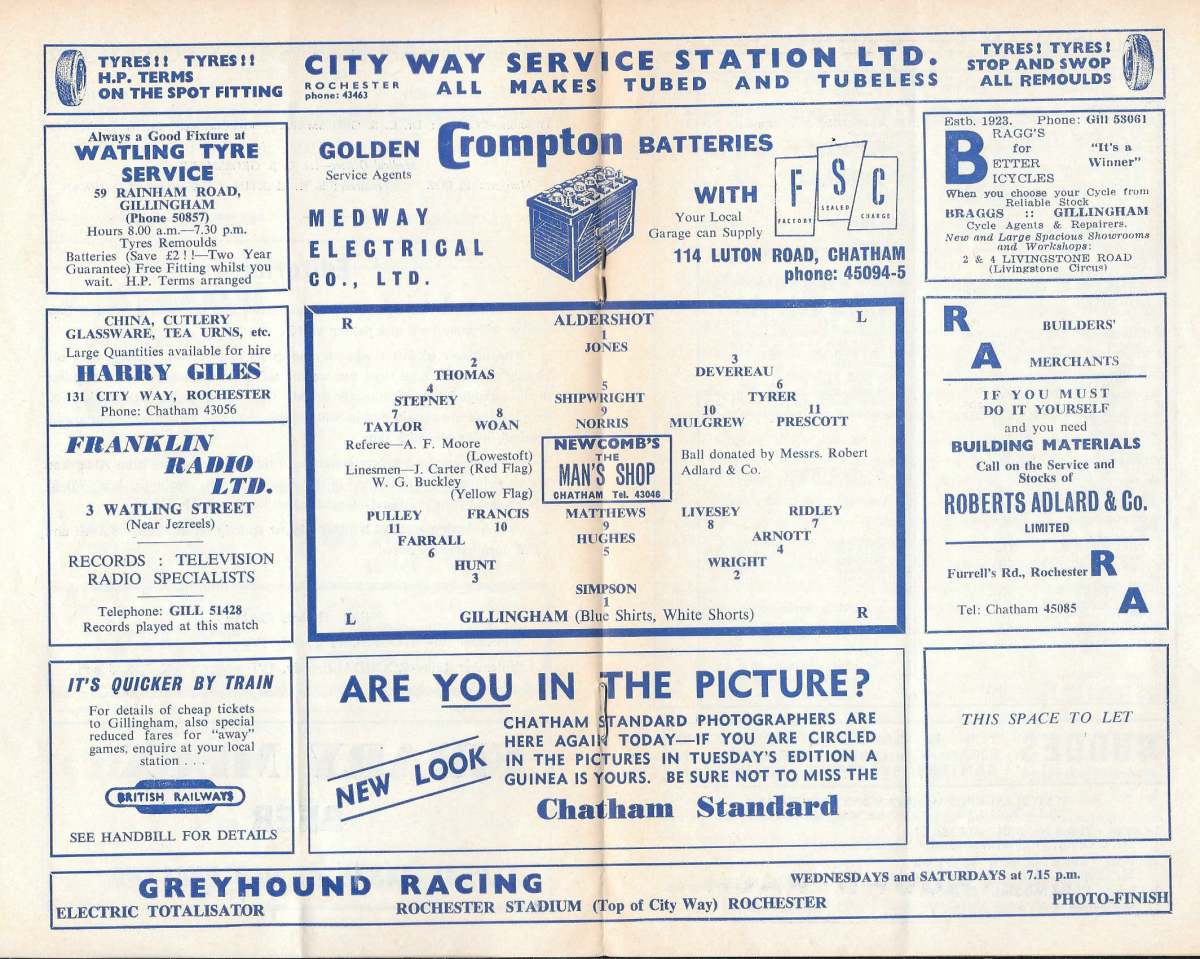 TYRES!! TYRES!!
H.P. TERMS
ON THE SPOT FITTING
CITY WAY SERVICE STATION LTD.
ROCHESTER
phone: 43463
ALL MAKES TUBED AND TUBELESS
TYRES! TYRES!
STOP AND SWOP
ALL REMOULDS
Always a Good Fixture at
WATLING TYRE
SERVICE
59 RAINHAM ROAD,
GILLINGHAM
(Phone 50857)
Hours 8.00 a.m.—7.30 p.m.
Tyres Remoulds
Batteries (Save £2!!—Two Year
Guarantee) Free Fitting whilst you
wait. H.P. Terms arranged
GOLDEN Crompton BATTERIES
Service Agents
MEDWAY
ELECTRICAL
CO., LTD.
WITH
Your Local
Garage can Supply
F
FACTORY
S
SEALED
C
CHARGE
114 LUTON ROAD, CHATHAM
phone: 45094-5
Estb. 1923. Phone: Gill 53061
BRAGG'S
for
BETTER
BICYCLES
"It's a
Winner"
When you choose your Cycle from
Reliable Stock
BRAGGS :: GILLINGHAM
Cycle Agents & Repairers.
New and Large Spacious Showrooms
and Workshops:
2 & 4 LIVINGSTONE ROAD
(Livingstone Circus)
CHINA, CUTLERY
GLASSWARE, TEA URNS, etc.
Large Quantities available for hire
HARRY GILES
131 CITY WAY, ROCHESTER
Phone: Chatham 43056
FRANKLIN
RADIO
LTD.
3 WATLING STREET
(Near Jezreels)
RECORDS : TELEVISION
RADIO SPECIALISTS
Telephone: GILL 51428
Records played at this match
R ALDERSHOT L
1
JONES
2 3
THOMAS DEVEREAU
4 5 6
STEPNEY SHIPWRIGHT TYRER
7 8 9 10 11
TAYLOR WOAN NORRIS MULGREW PRESCOTT
Referee—A. F. Moore
(Lowestoft)
Linesmen—J. Carter (Red Flag)
W. G. Buckley
(Yellow Flag)
NEWCOMB'S
THE
MAN'S SHOP
CHATHAM Tel. 43046
Ball donated by Messrs. Robert
Adlard & Co.
PULLEY FRANCIS MATTHEWS LIVESEY RIDLEY
11 10 9 8 7
FARRALL HUGHES ARNOTT
6 5 4
HUNT WRIGHT
3 2
SIMPSON
1
L GILLINGHAM (Blue Shirts, White Shorts) R
R
A
BUILDERS'
MERCHANTS
IF YOU MUST
DO IT YOURSELF
and you need
BUILDING MATERIALS
Call on the Service and
Stocks of
ROBERTS ADLARD & Co.
LIMITED
Furrell's Rd., Rochester R
Tel: Chatham 45085 A
IT'S QUICKER BY TRAIN
For details of cheap tickets
to Gillingham, also special
reduced fares for "away"
games, enquire at your local
station . . .
BRITISH RAILWAYS
SEE HANDBILL FOR DETAILS
ARE YOU IN THE PICTURE?
NEW LOOK
CHATHAM STANDARD PHOTOGRAPHERS ARE
HERE AGAIN TODAY—IF YOU ARE CIRCLED
IN THE PICTURES IN TUESDAY'S EDITION A
GUINEA IS YOURS. BE SURE NOT TO MISS THE
Chatham Standard
THIS SPACE TO LET
GREYHOUND RACING
WEDNESDAYS and SATURDAYS at 7.15 p.m.
ELECTRIC TOTALISATOR
ROCHESTER STADIUM (Top of City Way) ROCHESTER
PHOTO-FINISH